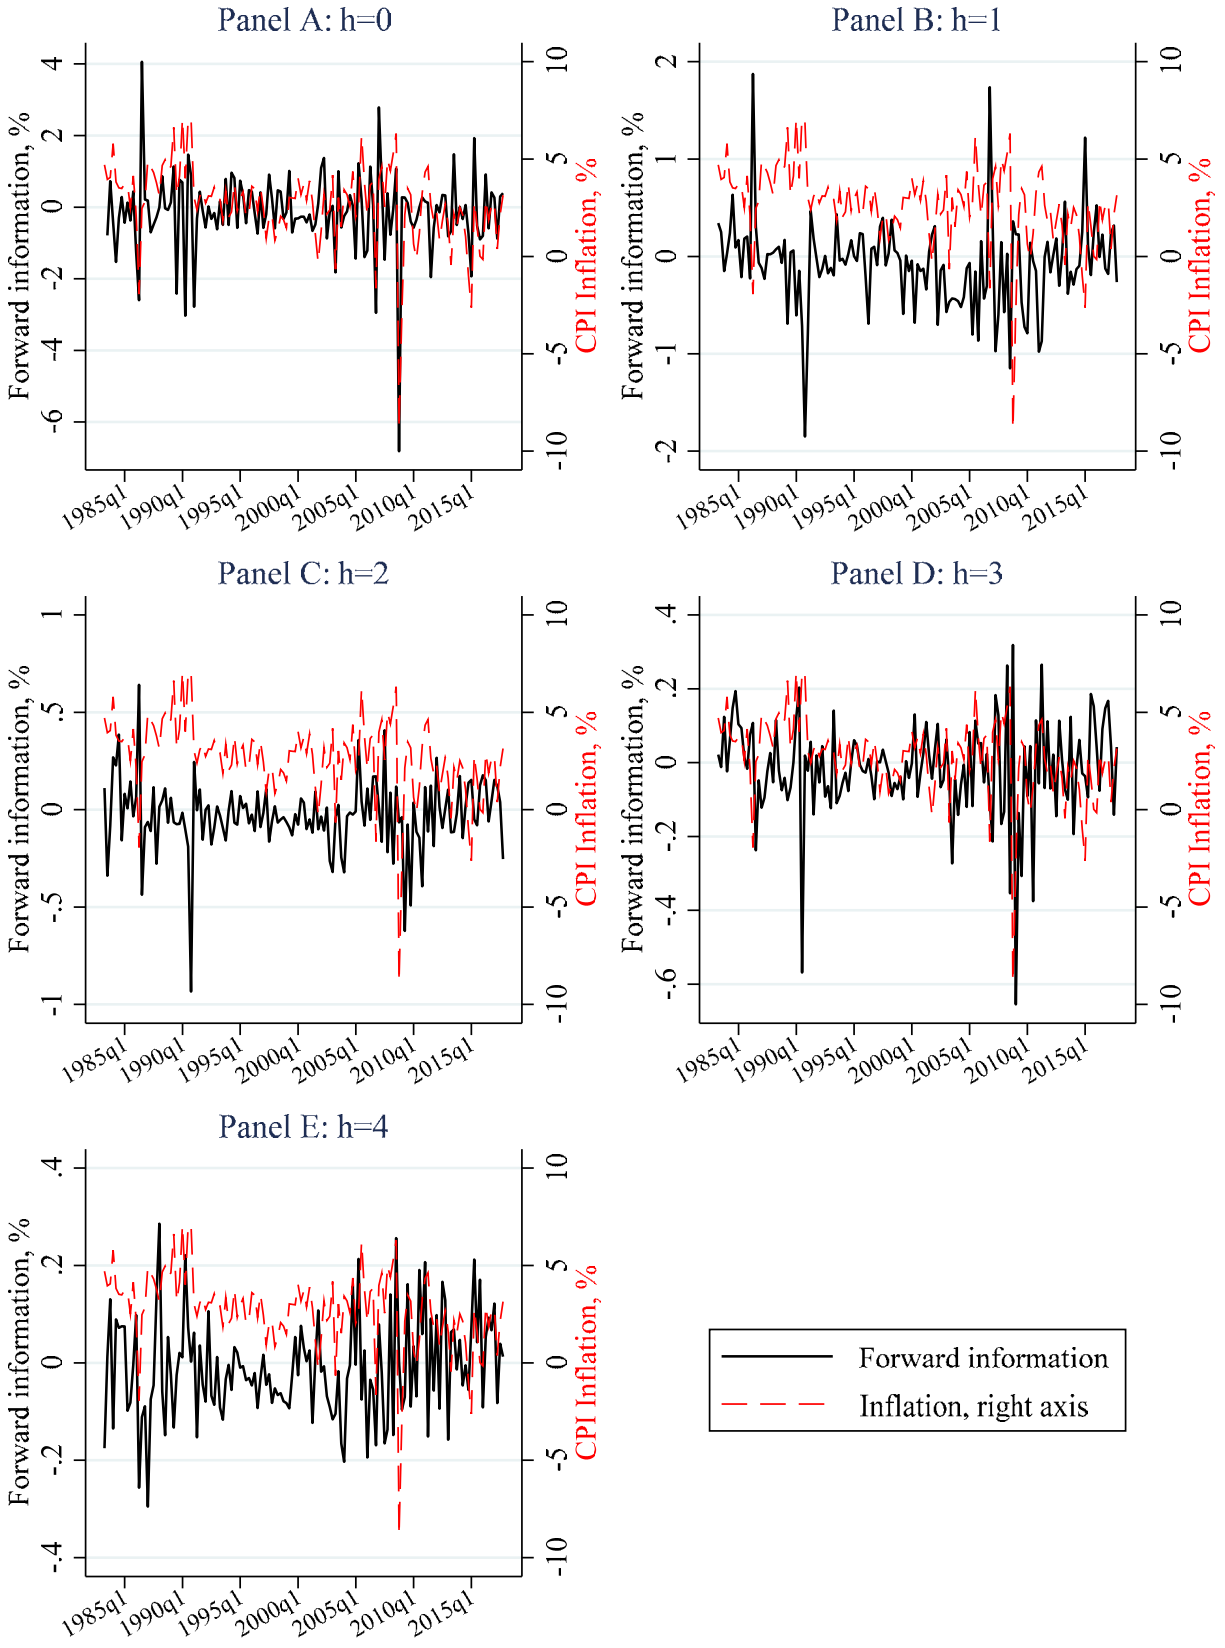 Panel A: h=0
Forward information, %
4
2
0
-2
-4
-6
10
5
0
-5
-10
CPI Inflation, %
1985q1
1990q1
1995q1
2000q1
2005q1
2010q1
2015q1
Panel B: h=1
Forward information, %
2
1
0
-1
-2
10
5
0
-5
-10
CPI Inflation, %
1985q1
1990q1
1995q1
2000q1
2005q1
2010q1
2015q1
Panel C: h=2
Forward information, %
1
.5
0
-.5
-1
10
5
0
-5
-10
CPI Inflation, %
1985q1
1990q1
1995q1
2000q1
2005q1
2010q1
2015q1
Panel D: h=3
Forward information, %
.4
.2
0
-.2
-.4
-.6
10
5
0
-5
-10
CPI Inflation, %
1985q1
1990q1
1995q1
2000q1
2005q1
2010q1
2015q1
Panel E: h=4
Forward information, %
.4
.2
0
-.2
-.4
10
5
0
-5
-10
CPI Inflation, %
1985q1
1990q1
1995q1
2000q1
2005q1
2010q1
2015q1
Forward information
Inflation, right axis